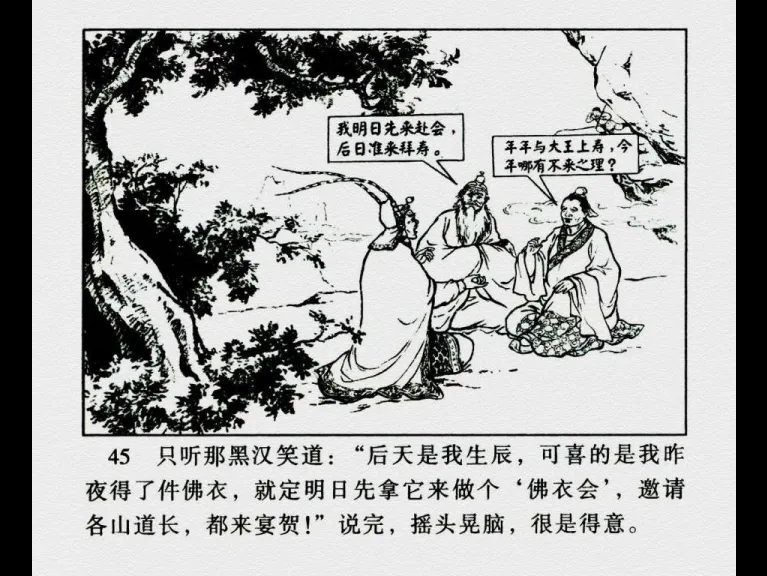 我明日先来赴会，
后日准来拜寿。
年年与大王上寿，今
年哪有不来之理？
45 只听那黑汉笑道：“后天是我生辰，可喜的是我昨
夜得了件佛衣，就定明日先拿它来做个‘佛衣会’，邀请
各山道长，都来宴贺！”说完，摇头晃脑，很是得意。